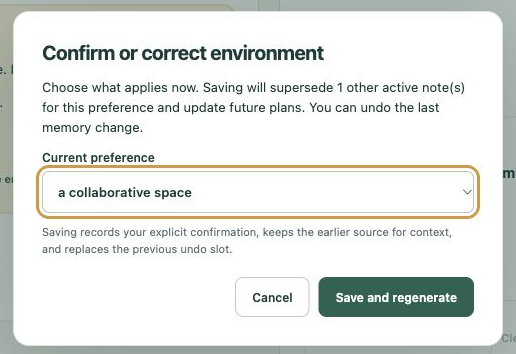 Confirm or correct environment
Choose what applies now. Saving will supersede 1 other active note(s)
for this preference and update future plans. You can undo the last
memory change.
Current preference
a collaborative space
Saving records your explicit confirmation, keeps the earlier source for context,
and replaces the previous undo slot.
Cancel
Save and regenerate